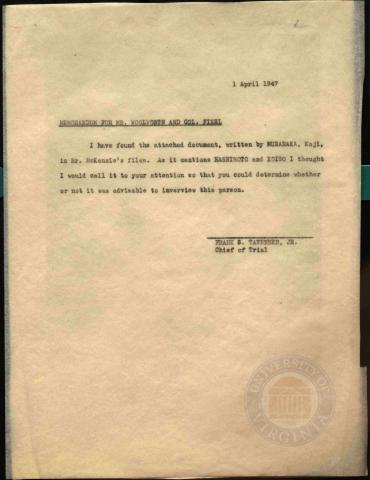 1 April 1947
MEMORANDUM FOR MR. WOOLWORTH AND COL. FIXEL
I have found the attached document, written by MURANAKA, Kaji,
in Mr. McKenzie's files. As it mentions HASHIMOTO and KOISO I thought
I would call it to your attention so that you could determine whether
or not it was advisable to inverview this person.
FRANK S. TAVENNER, JR.
Chief of Trial
UNIVERSITY OF VIRGINIA